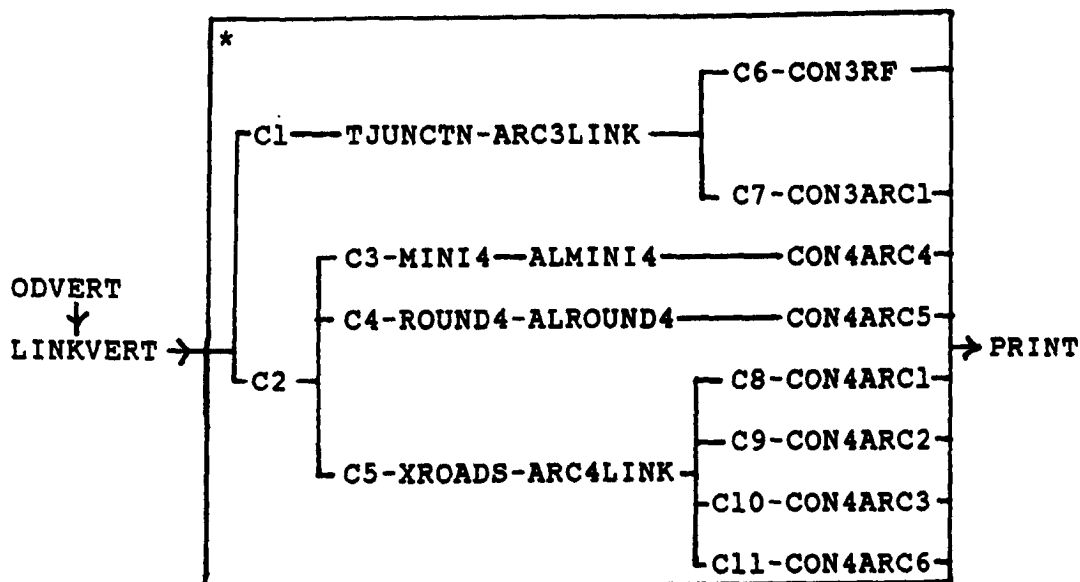 *
C6-CON3RF
C1 TJUNCTN-ARC3LINK
C7-CON3ARC1
C3-MINI4 ALMINI4 CON4ARC4
ODVERT
C4-ROUND4-ALROUND4 CON4ARC5
LINKVERT PRINT
C2 C8-CON4ARC1
C9-CON4ARC2
C5-XROADS-ARC4LINK
C10-CON4ARC3
C11-CON4ARC6